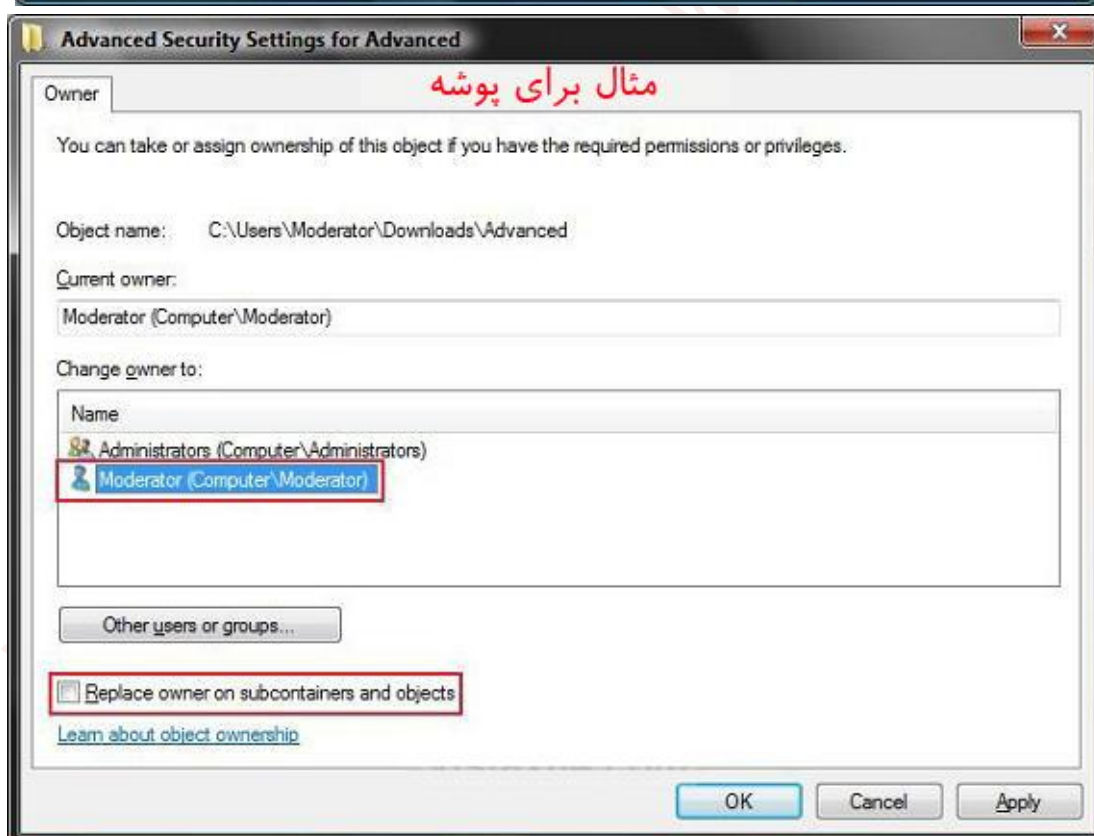 Advanced Security Settings for Advanced
مثال برای پوشه
Owner
You can take or assign ownership of this object if you have the required permissions or privileges.
Object name: C:\Users\Moderator\Downloads\Advanced
Current owner:
Moderator (Computer\Moderator)
Change owner to:
Name
Administrators (Computer\Administrators)
Moderator (Computer\Moderator)
Other users or groups...
Replace owner on subcontainers and objects
Learn about object ownership
OK Cancel Apply